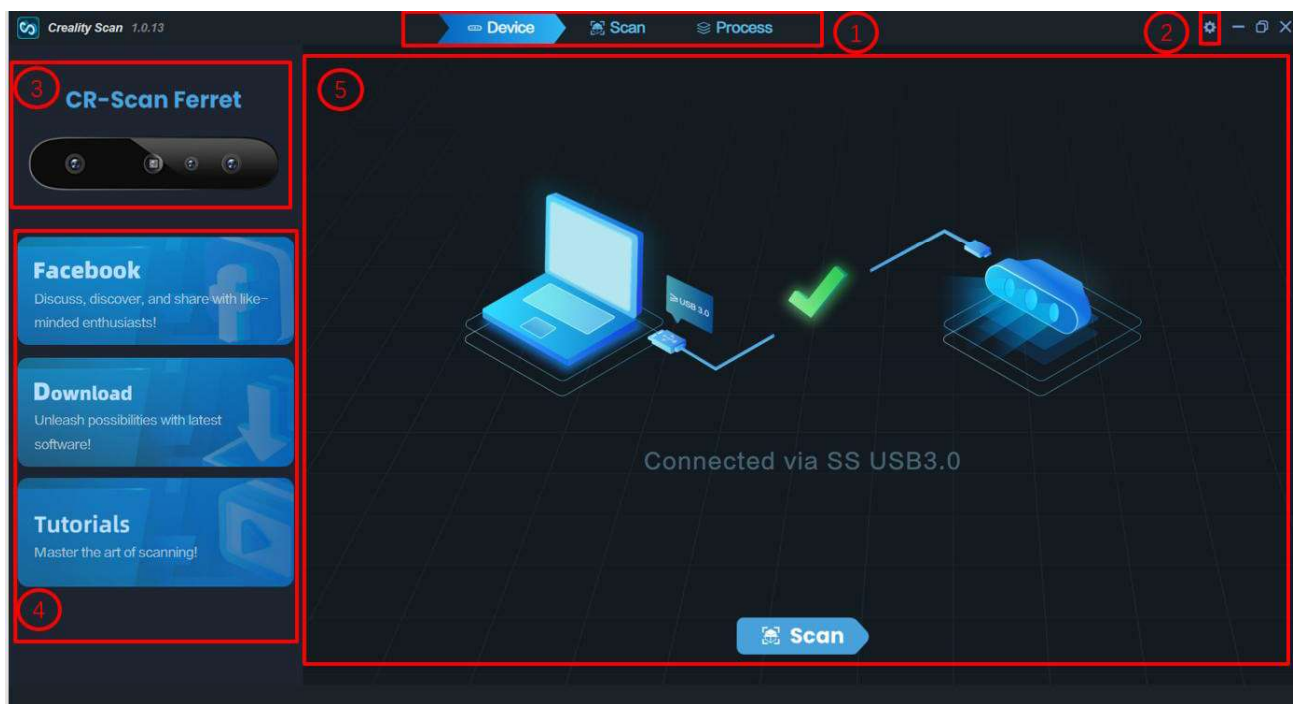 Creality Scan 1.0.13
Device
Scan
Process
1
2
3
CR-Scan Ferret
5
≥USB 3.0
Facebook
Discuss, discover, and share with like-
minded enthusiasts!
Download
Unleash possibilities with latest
software!
Connected via SS USB3.0
Tutorials
Master the art of scanning!
4
Scan